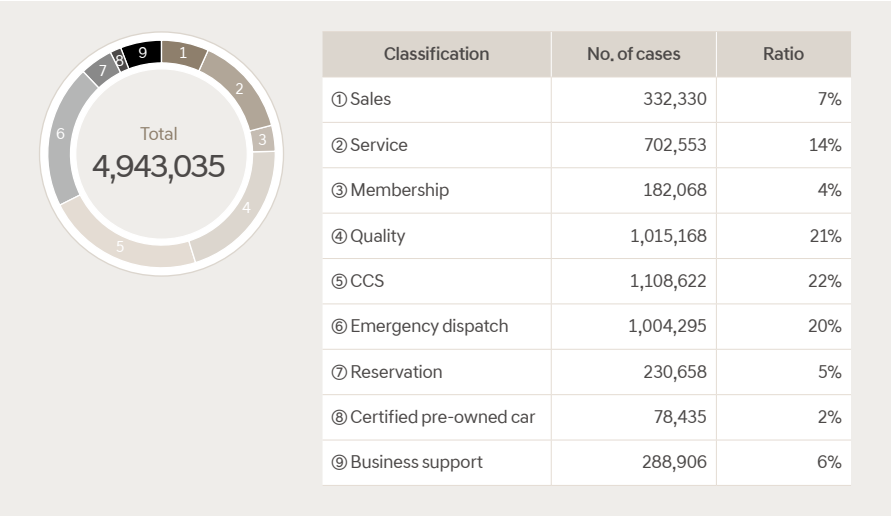 9
1
8
7
2
6
3
Total
4,943,035
4
5
Classification No. of cases Ratio
① Sales 332,330 7%
② Service 702,553 14%
③ Membership 182,068 4%
④ Quality 1,015,168 21%
⑤ CCS 1,108,622 22%
⑥ Emergency dispatch 1,004,295 20%
⑦ Reservation 230,658 5%
⑧ Certified pre-owned car 78,435 2%
⑨ Business support 288,906 6%